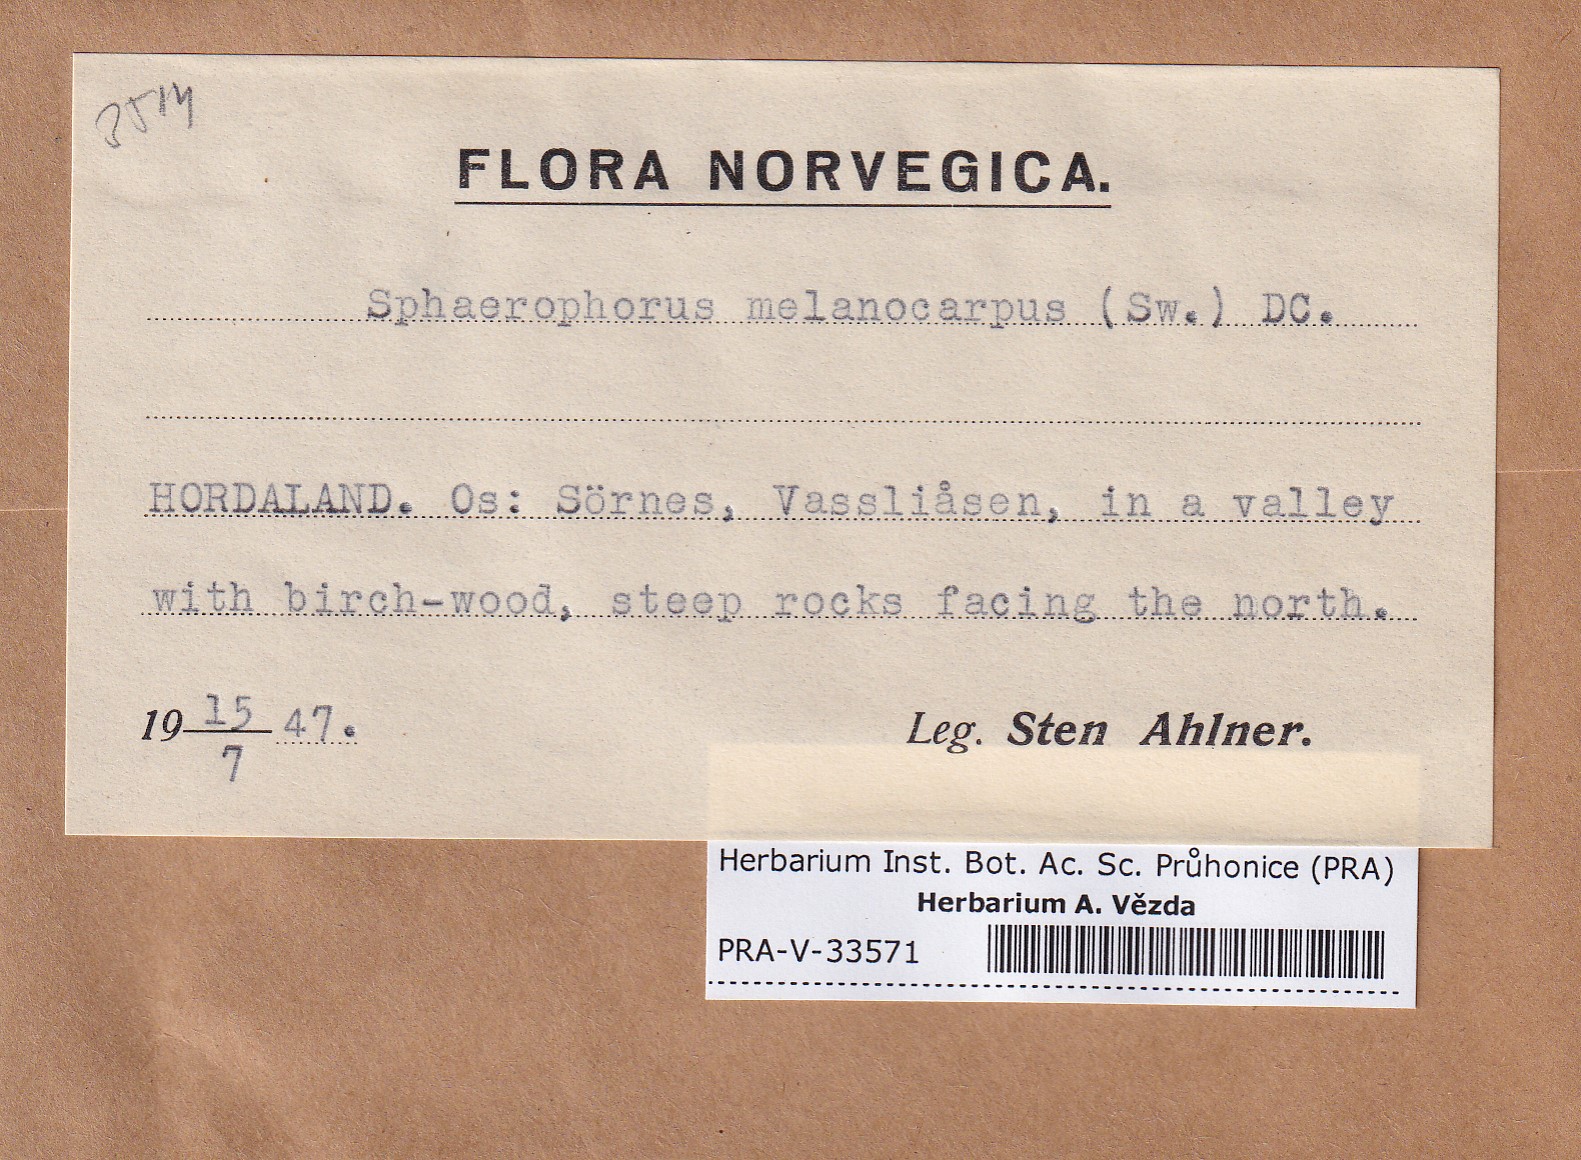 FLORA NORVEGICA.
Sphaerophorus melanocarpus (Sw.) DC.
HORDALAND. Os: Sörnes, Vassliåsen, in a valley
with birch-wood, steep rocks facing the north.
19 15/7 47. Leg. Sten Ahlner.
Herbarium Inst. Bot. Ac. Sc. Průhonice (PRA)
Herbarium A. Vězda
PRA-V-33571